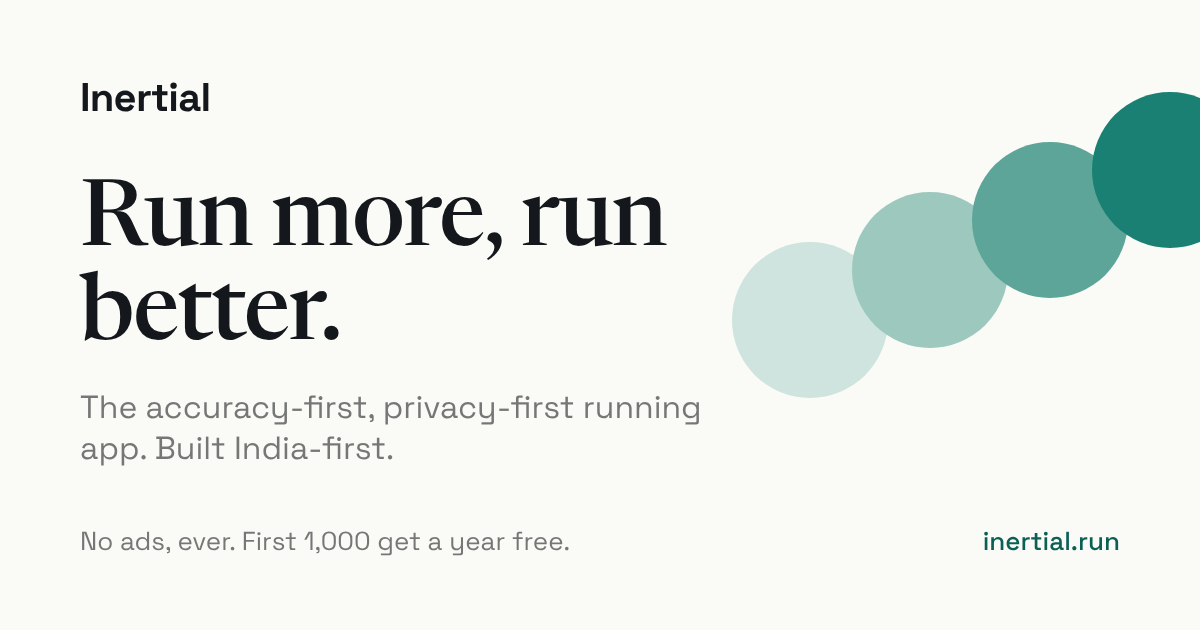 Inertial
Run more, run
better.
The accuracy-first, privacy-first running
app. Built India-first.
No ads, ever. First 1,000 get a year free.
inertial.run